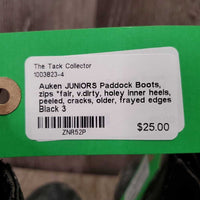 The Tack Collector
1003823-4
Auken JUNIORS Paddock Boots,
zips *fair, v.dirty, holey inner heels,
peeled, cracks, older, frayed edges
Black 3
ZNR52P
$25.00